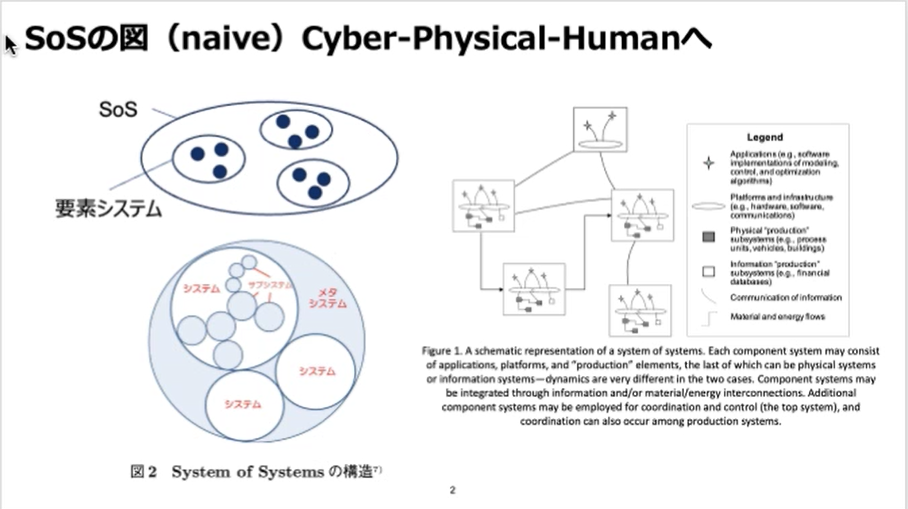 SoSの図（naive）Cyber-Physical-Humanへ
SoS
要素システム
システム
サブシステム
メタ
システム
システム
システム
図2 System of Systems の構造7)
Legend
Applications (e.g., software
implementations of modeling,
control, and optimization
algorithms)
Platforms and infrastructure
(e.g., hardware, software,
communications)
Physical "production"
subsystems (e.g., process
units, vehicles, buildings)
Information "production"
subsystems (e.g., financial
databases)
Communication of information
Material and energy flows
Figure 1. A schematic representation of a system of systems. Each component system may consist
of applications, platforms, and "production" elements, the last of which can be physical systems
or information systems—dynamics are very different in the two cases. Component systems may
be integrated through information and/or material/energy interconnections. Additional
component systems may be employed for coordination and control (the top system), and
coordination can also occur among production systems.
2